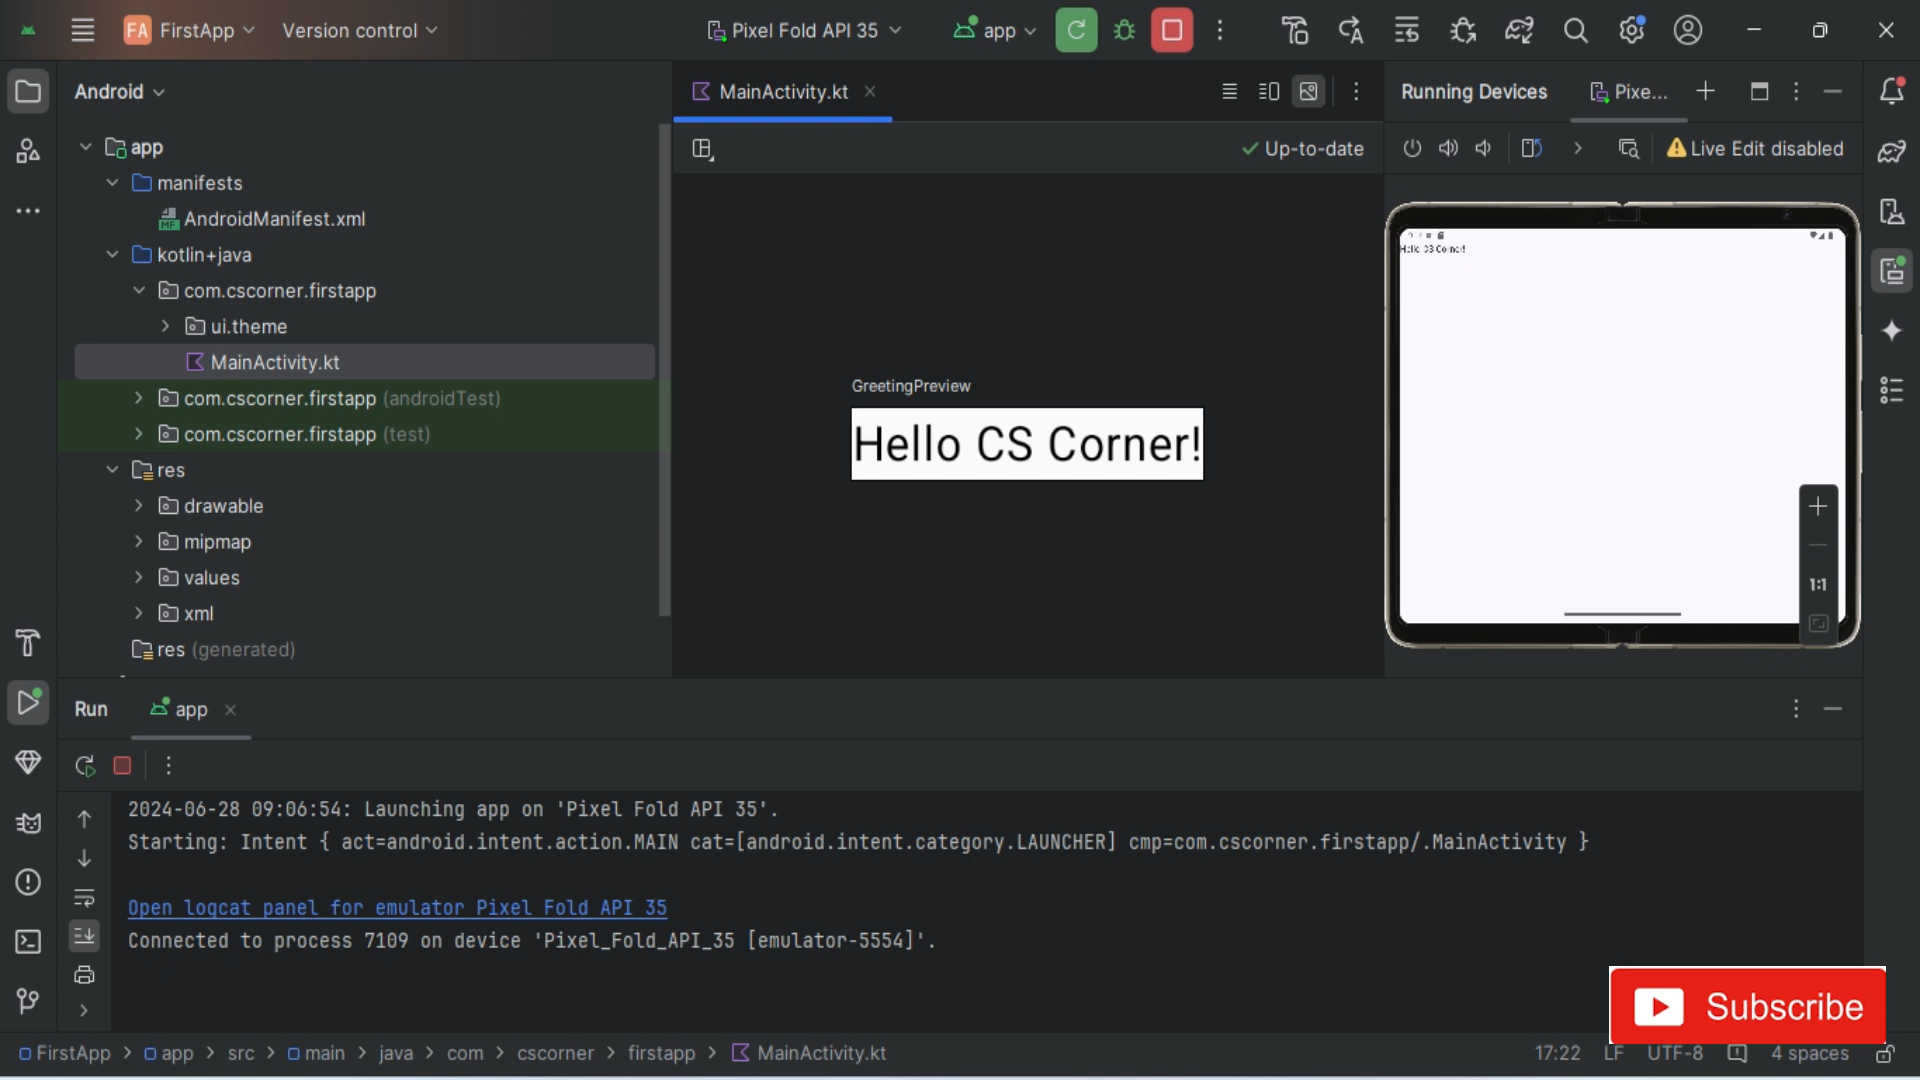 FA FirstApp
Version control
Pixel Fold API 35
app
Android
MainActivity.kt
Running Devices
Pixe...
Up-to-date
Live Edit disabled
app
manifests
AndroidManifest.xml
kotlin+java
com.cscorner.firstapp
ui.theme
MainActivity.kt
com.cscorner.firstapp (androidTest)
com.cscorner.firstapp (test)
res
drawable
mipmap
values
xml
res (generated)
GreetingPreview
Hello CS Corner!
Hello CS Corner!
1:1
Run
app
2024-06-28 09:06:54: Launching app on 'Pixel Fold API 35'.
Starting: Intent { act=android.intent.action.MAIN cat=[android.intent.category.LAUNCHER] cmp=com.cscorner.firstapp/.MainActivity }
Open logcat panel for emulator Pixel Fold API 35
Connected to process 7109 on device 'Pixel_Fold_API_35 [emulator-5554]'.
Subscribe
FirstApp > app > src > main > java > com > cscorner > firstapp > MainActivity.kt
17:22 LF UTF-8 4 spaces